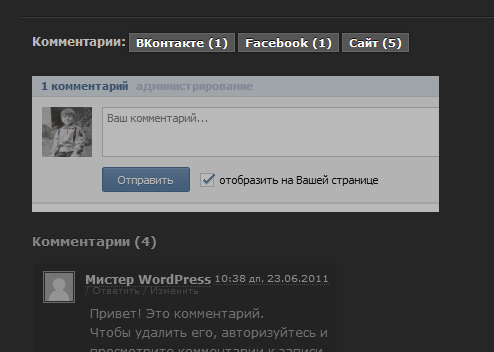 Комментарии: ВКонтакте (1) Facebook (1) Сайт (5)
1 комментарий администрирование
Ваш комментарий...
Отправить отобразить на Вашей странице
Комментарии (4)
Мистер WordPress 10:38 дп, 23.06.2011
/ Ответить / Изменить
Привет! Это комментарий.
Чтобы удалить его, авторизуйтесь и
просмотрите комментарии к записи